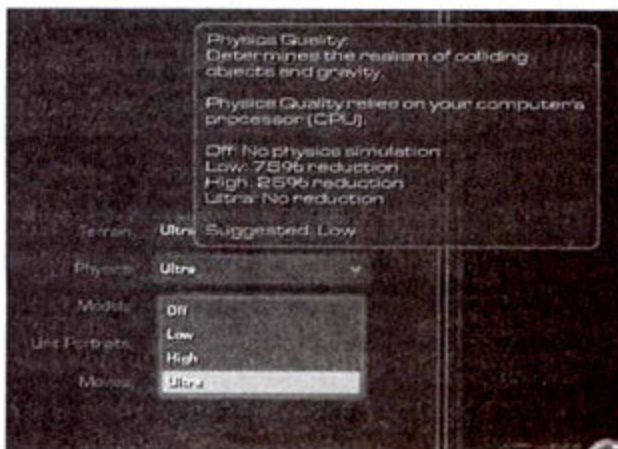 Physics Quality:
Determines the realism of colliding
objects and gravity.
Physics Quality relies on your computer's
processor (CPU).
Off: No physics simulation
Low: 75% reduction
High: 25% reduction
Ultra: No reduction
Suggested: Low
Terrain Ultra
Physics Ultra
Models
Off
Low
Unit Portraits
High
Movies Ultra